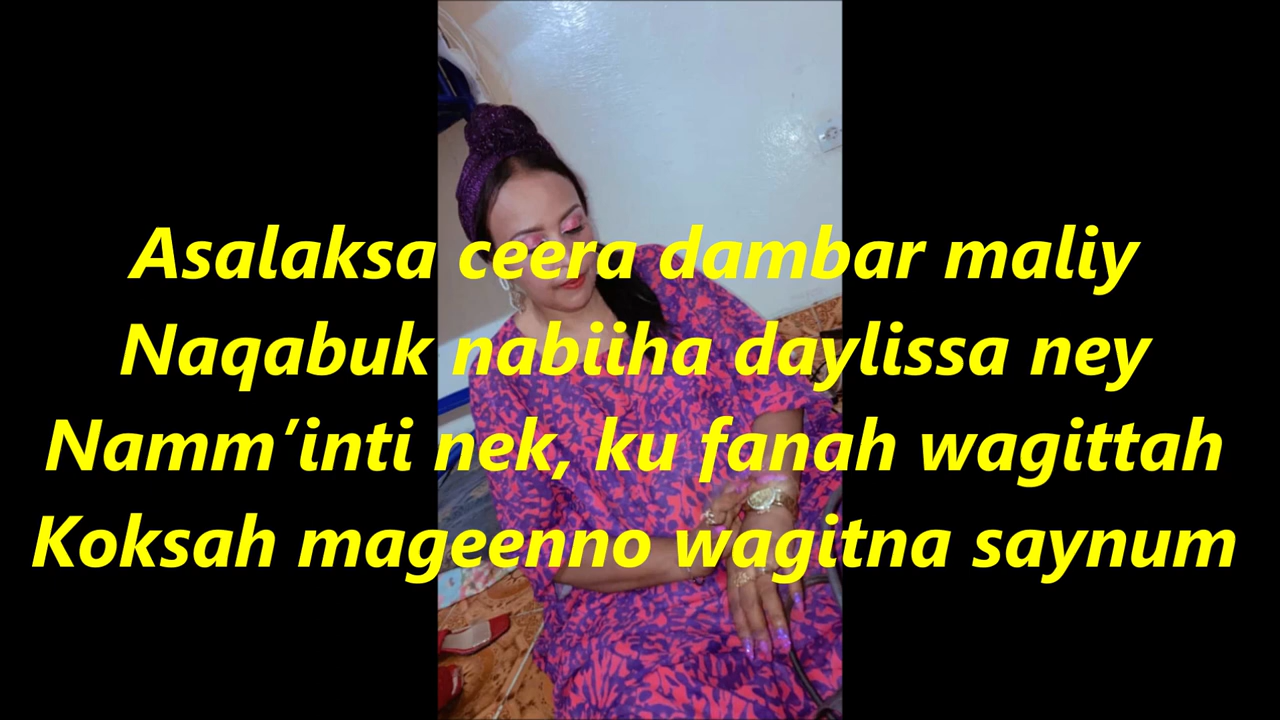 Asalaksa ceera dambar maliy
Naqabuk nabiiha daylissa ney
Namm’inti nek, ku fanah wagittah
Koksah mageenno wagitna saynum